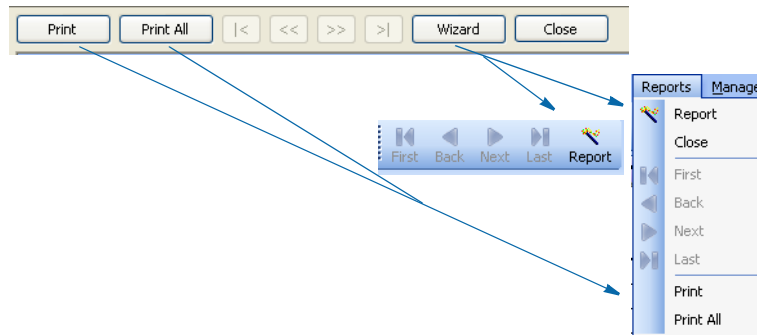 Print Print All |< << >> >| Wizard Close
Reports Manage
Report
Close
First Back Next Last Report
First
Back
Next
Last
Print
Print All